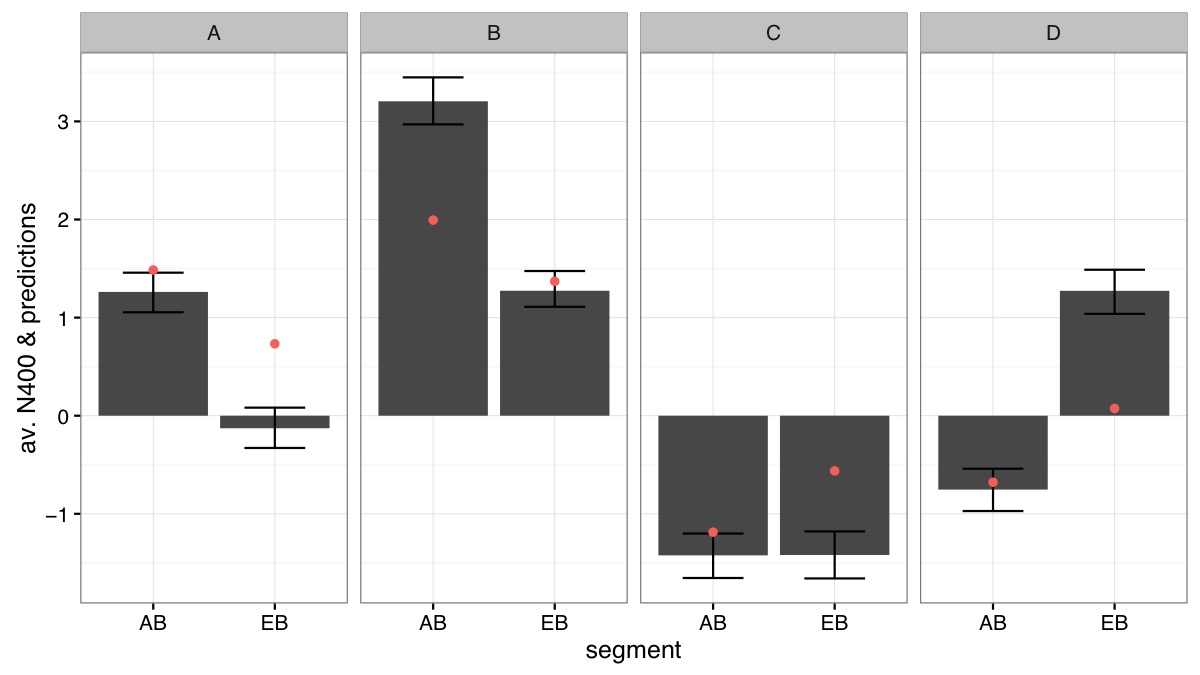 A B C D
av. N400 & predictions
3
2
1
0
−1
AB EB AB EB AB EB AB EB
segment